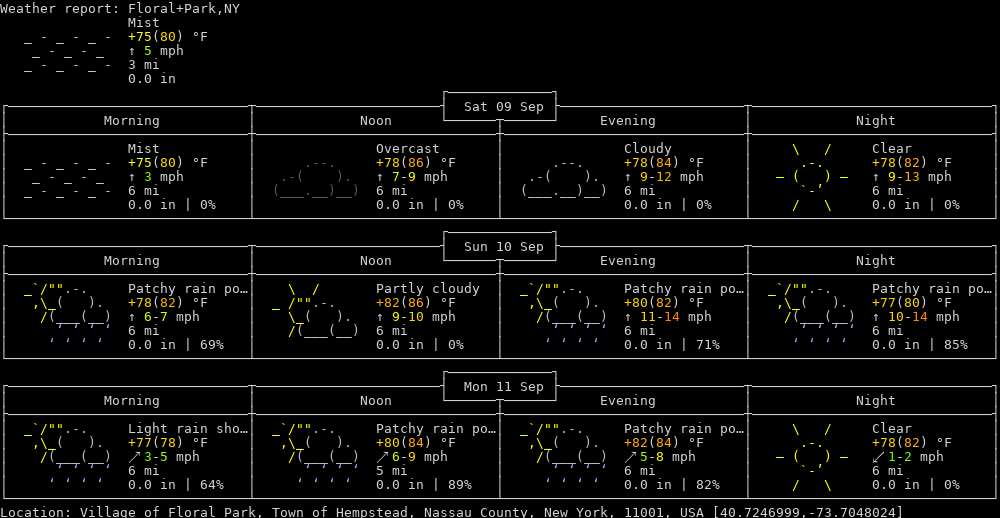 Weather report: Floral+Park,NY
Mist
+75(80) °F
↑ 5 mph
3 mi
0.0 in
Sat 09 Sep
Morning Noon Evening Night
Mist Overcast Cloudy Clear
+75(80) °F +78(86) °F +78(84) °F +78(82) °F
↑ 3 mph ↑ 7-9 mph ↑ 9-12 mph ↑ 9-13 mph
6 mi 6 mi 6 mi 6 mi
0.0 in | 0% 0.0 in | 0% 0.0 in | 0% 0.0 in | 0%
Sun 10 Sep
Morning Noon Evening Night
Patchy rain po… Partly cloudy Patchy rain po… Patchy rain po…
+78(82) °F +82(86) °F +80(82) °F +77(80) °F
↑ 6-7 mph ↑ 9-10 mph ↑ 11-14 mph ↑ 10-14 mph
6 mi 6 mi 6 mi 6 mi
0.0 in | 69% 0.0 in | 0% 0.0 in | 71% 0.0 in | 85%
Mon 11 Sep
Morning Noon Evening Night
Light rain sho… Patchy rain po… Patchy rain po… Clear
+77(78) °F +80(84) °F +82(84) °F +78(82) °F
↗ 3-5 mph ↗ 6-9 mph ↗ 5-8 mph ↙ 1-2 mph
6 mi 5 mi 6 mi 6 mi
0.0 in | 64% 0.0 in | 89% 0.0 in | 82% 0.0 in | 0%
Location: Village of Floral Park, Town of Hempstead, Nassau County, New York, 11001, USA [40.7246999,-73.7048024]